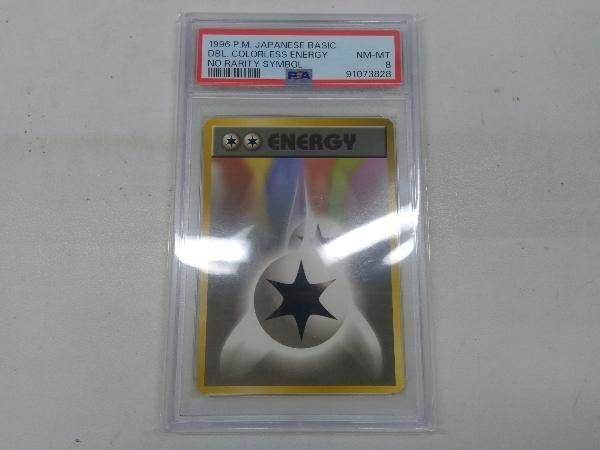 1996 P.M. JAPANESE BASIC
DBL. COLORLESS ENERGY NM-MT
NO RARITY SYMBOL 8
PSA 91073828
ENERGY